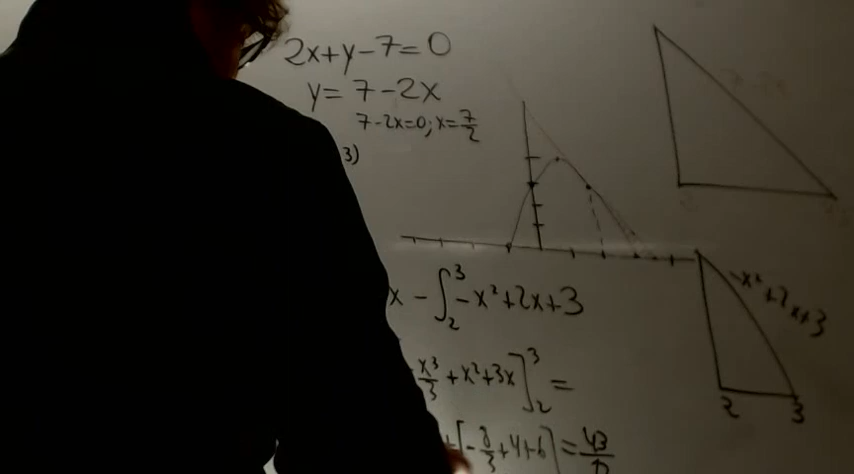 2x+y-7=0
y= 7-2x
7-2x=0; x=7/2
3)
x - ∫₂³ -x²+2x+3
-x²+2x+3
x³/3 +x²+3x]₂³ =
2 3
+[-8/3+4+6]=